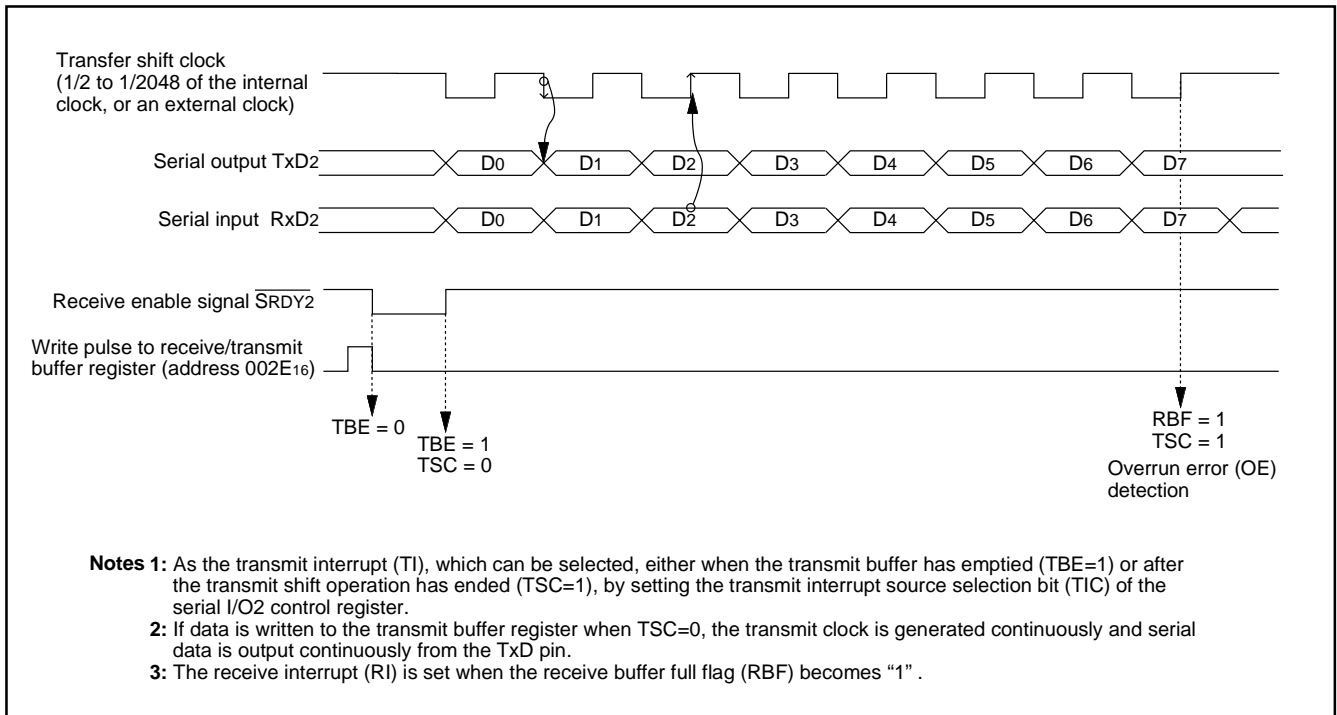 Transfer shift clock
(1/2 to 1/2048 of the internal
clock, or an external clock)
Serial output TxD2 D0 D1 D2 D3 D4 D5 D6 D7
Serial input RxD2 D0 D1 D2 D3 D4 D5 D6 D7
Receive enable signal S̅R̅D̅Y̅2̅
Write pulse to receive/transmit
buffer register (address 002E16)
TBE = 0
TBE = 1
TSC = 0
RBF = 1
TSC = 1
Overrun error (OE)
detection
Notes 1: As the transmit interrupt (TI), which can be selected, either when the transmit buffer has emptied (TBE=1) or after
the transmit shift operation has ended (TSC=1), by setting the transmit interrupt source selection bit (TIC) of the
serial I/O2 control register.
2: If data is written to the transmit buffer register when TSC=0, the transmit clock is generated continuously and serial
data is output continuously from the TxD pin.
3: The receive interrupt (RI) is set when the receive buffer full flag (RBF) becomes “1” .